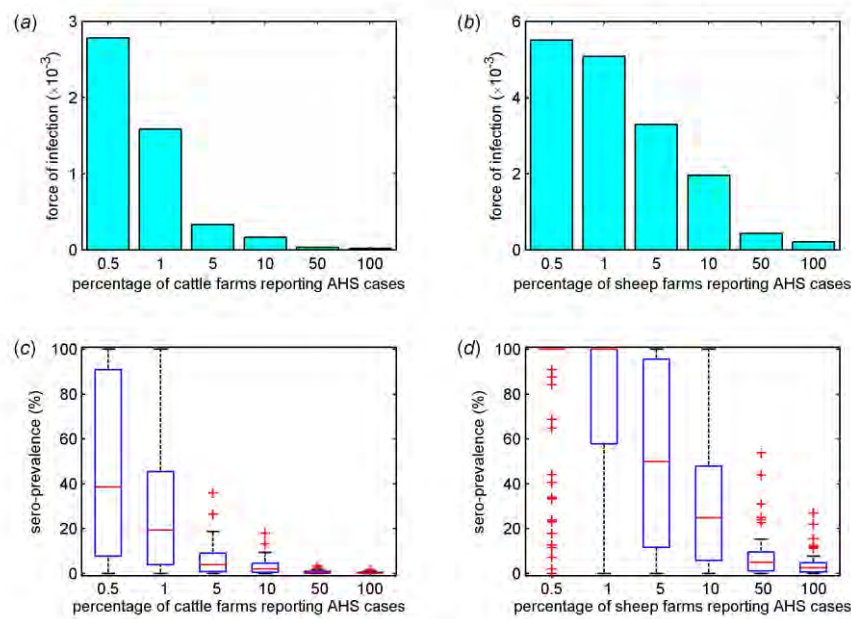 (a)
3
2
1
0
force of infection (×10⁻³)
0.5 1 5 10 50 100
percentage of cattle farms reporting AHS cases
(b)
6
4
2
0
force of infection (×10⁻³)
0.5 1 5 10 50 100
percentage of sheep farms reporting AHS cases
(c)
100
80
60
40
20
0
sero-prevalence (%)
0.5 1 5 10 50 100
percentage of cattle farms reporting AHS cases
(d)
100
80
60
40
20
0
sero-prevalence (%)
0.5 1 5 10 50 100
percentage of sheep farms reporting AHS cases